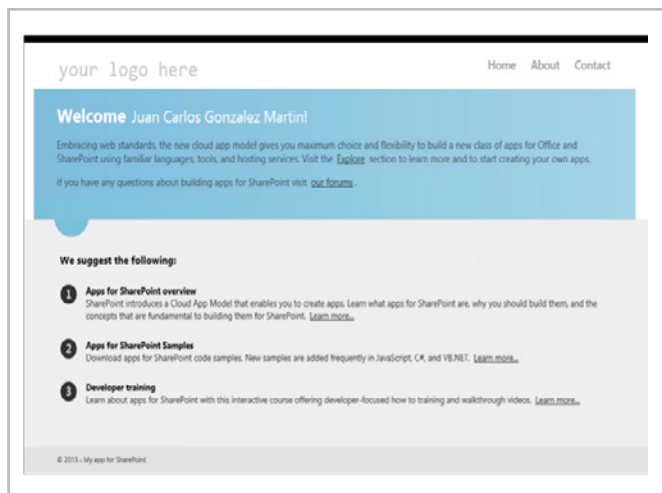 your logo here
Home About Contact
Welcome Juan Carlos Gonzalez Martin!
Embracing web standards, the new cloud app model gives you maximum choice and flexibility to build a new class of apps for Office and
SharePoint using familiar languages, tools, and hosting services. Visit the Explore section to learn more and to start creating your own apps.
If you have any questions about building apps for SharePoint visit our forums.
We suggest the following:
1 Apps for SharePoint overview
SharePoint introduces a Cloud App Model that enables you to create apps. Learn what apps for SharePoint are, why you should build them, and the
concepts that are fundamental to building them for SharePoint. Learn more...
2 Apps for SharePoint Samples
Download apps for SharePoint code samples. New samples are added frequently in JavaScript, C#, and VB.NET. Learn more...
3 Developer training
Learn about apps for SharePoint with this interactive course offering developer-focused how to training and walkthrough videos. Learn more...
© 2013 - My app for SharePoint